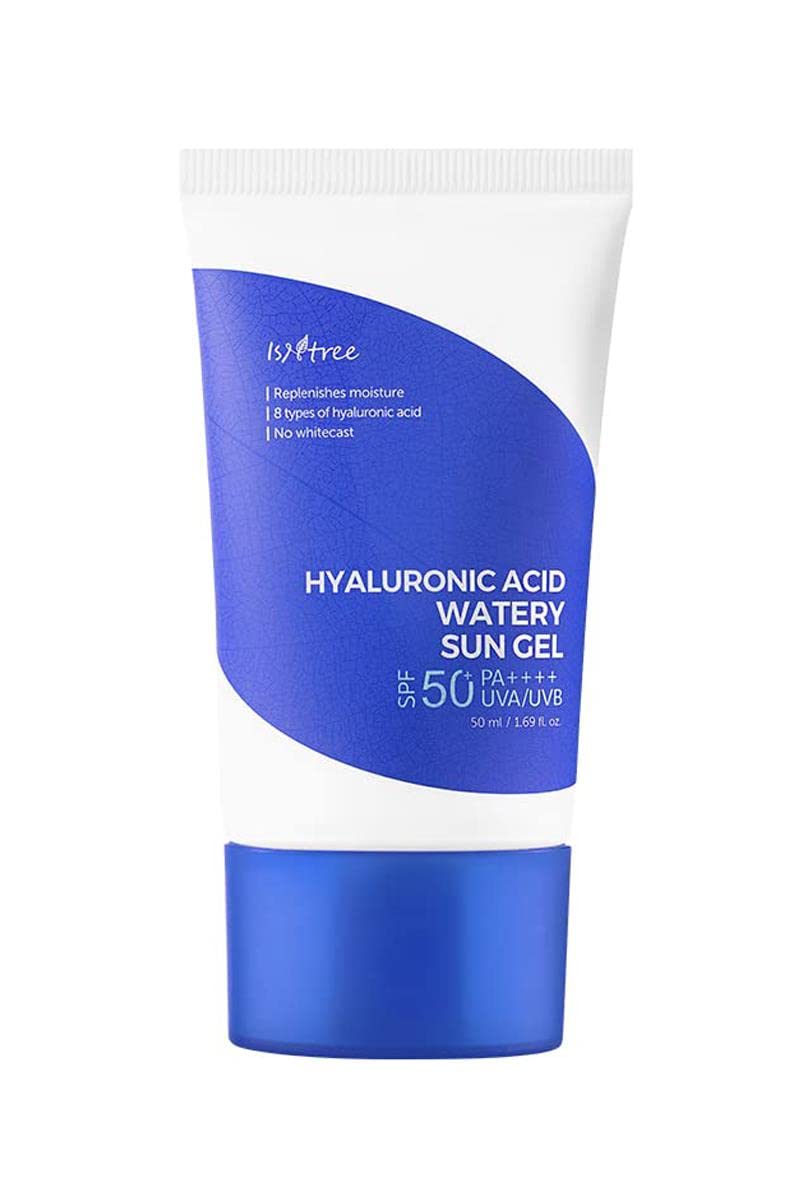 Isntree
Replenishes moisture
8 types of hyaluronic acid
No whitecast
HYALURONIC ACID
WATERY
SUN GEL
SPF 50+ PA++++
UVA/UVB
50 ml / 1.69 fl. oz.